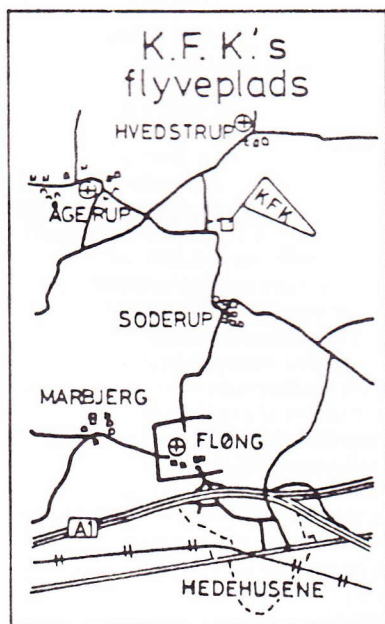 K.F.K.'s
flyveplads
HVEDSTRUP
ÅGERUP
KFK
SODERUP
MARBJERG
FLØNG
A1
HEDEHUSENE